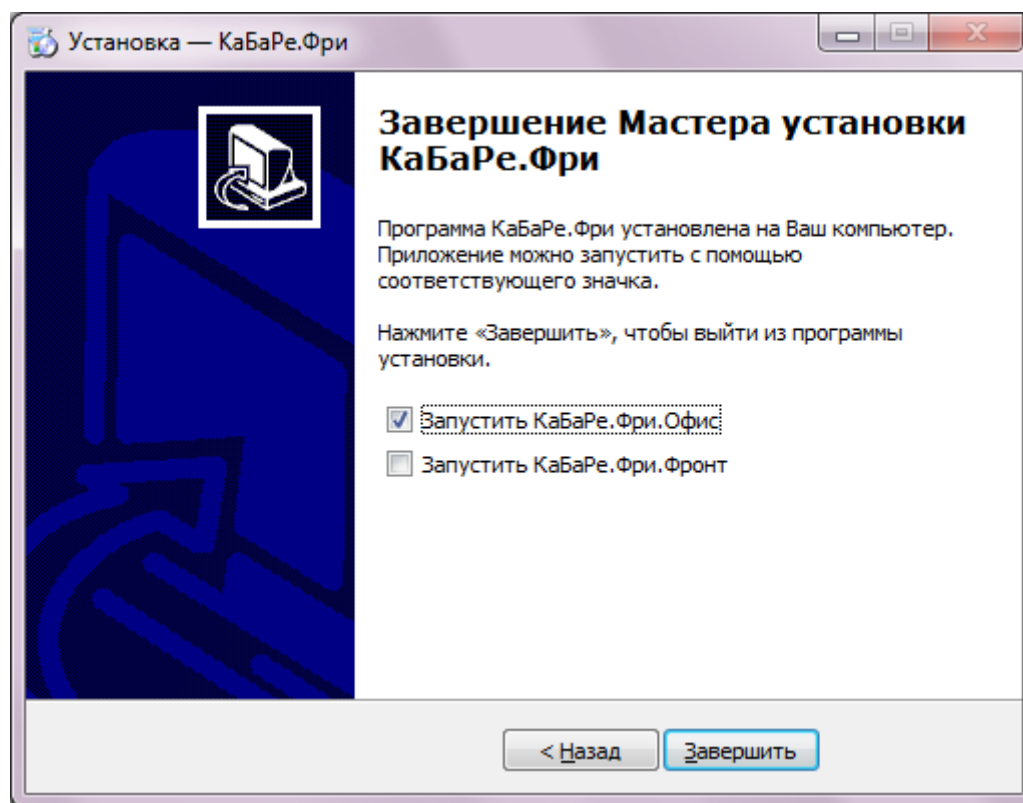 Установка — КаБаРе.Фри
Завершение Мастера установки
КаБаРе.Фри
Программа КаБаРе.Фри установлена на Ваш компьютер.
Приложение можно запустить с помощью
соответствующего значка.
Нажмите «Завершить», чтобы выйти из программы
установки.
Запустить КаБаРе.Фри.Офис
Запустить КаБаРе.Фри.Фронт
< Назад
Завершить